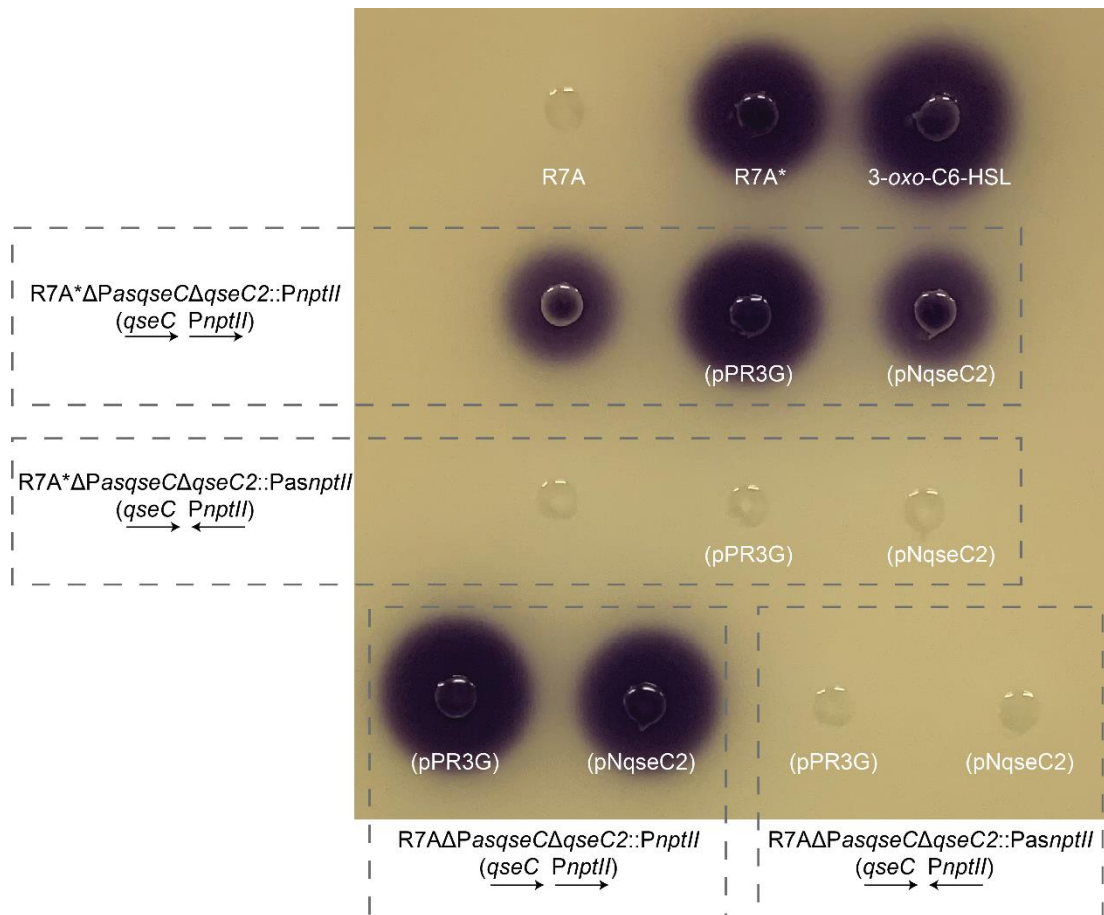 R7A R7A* 3-oxo-C6-HSL
R7A*ΔPasqseCΔqseC2::PnptII
(qseC PnptII)
(pPR3G) (pNqseC2)
R7A*ΔPasqseCΔqseC2::PasnptII
(qseC PnptII)
(pPR3G) (pNqseC2)
(pPR3G) (pNqseC2) (pPR3G) (pNqseC2)
R7AΔPasqseCΔqseC2::PnptII
(qseC PnptII)
R7AΔPasqseCΔqseC2::PasnptII
(qseC PnptII)